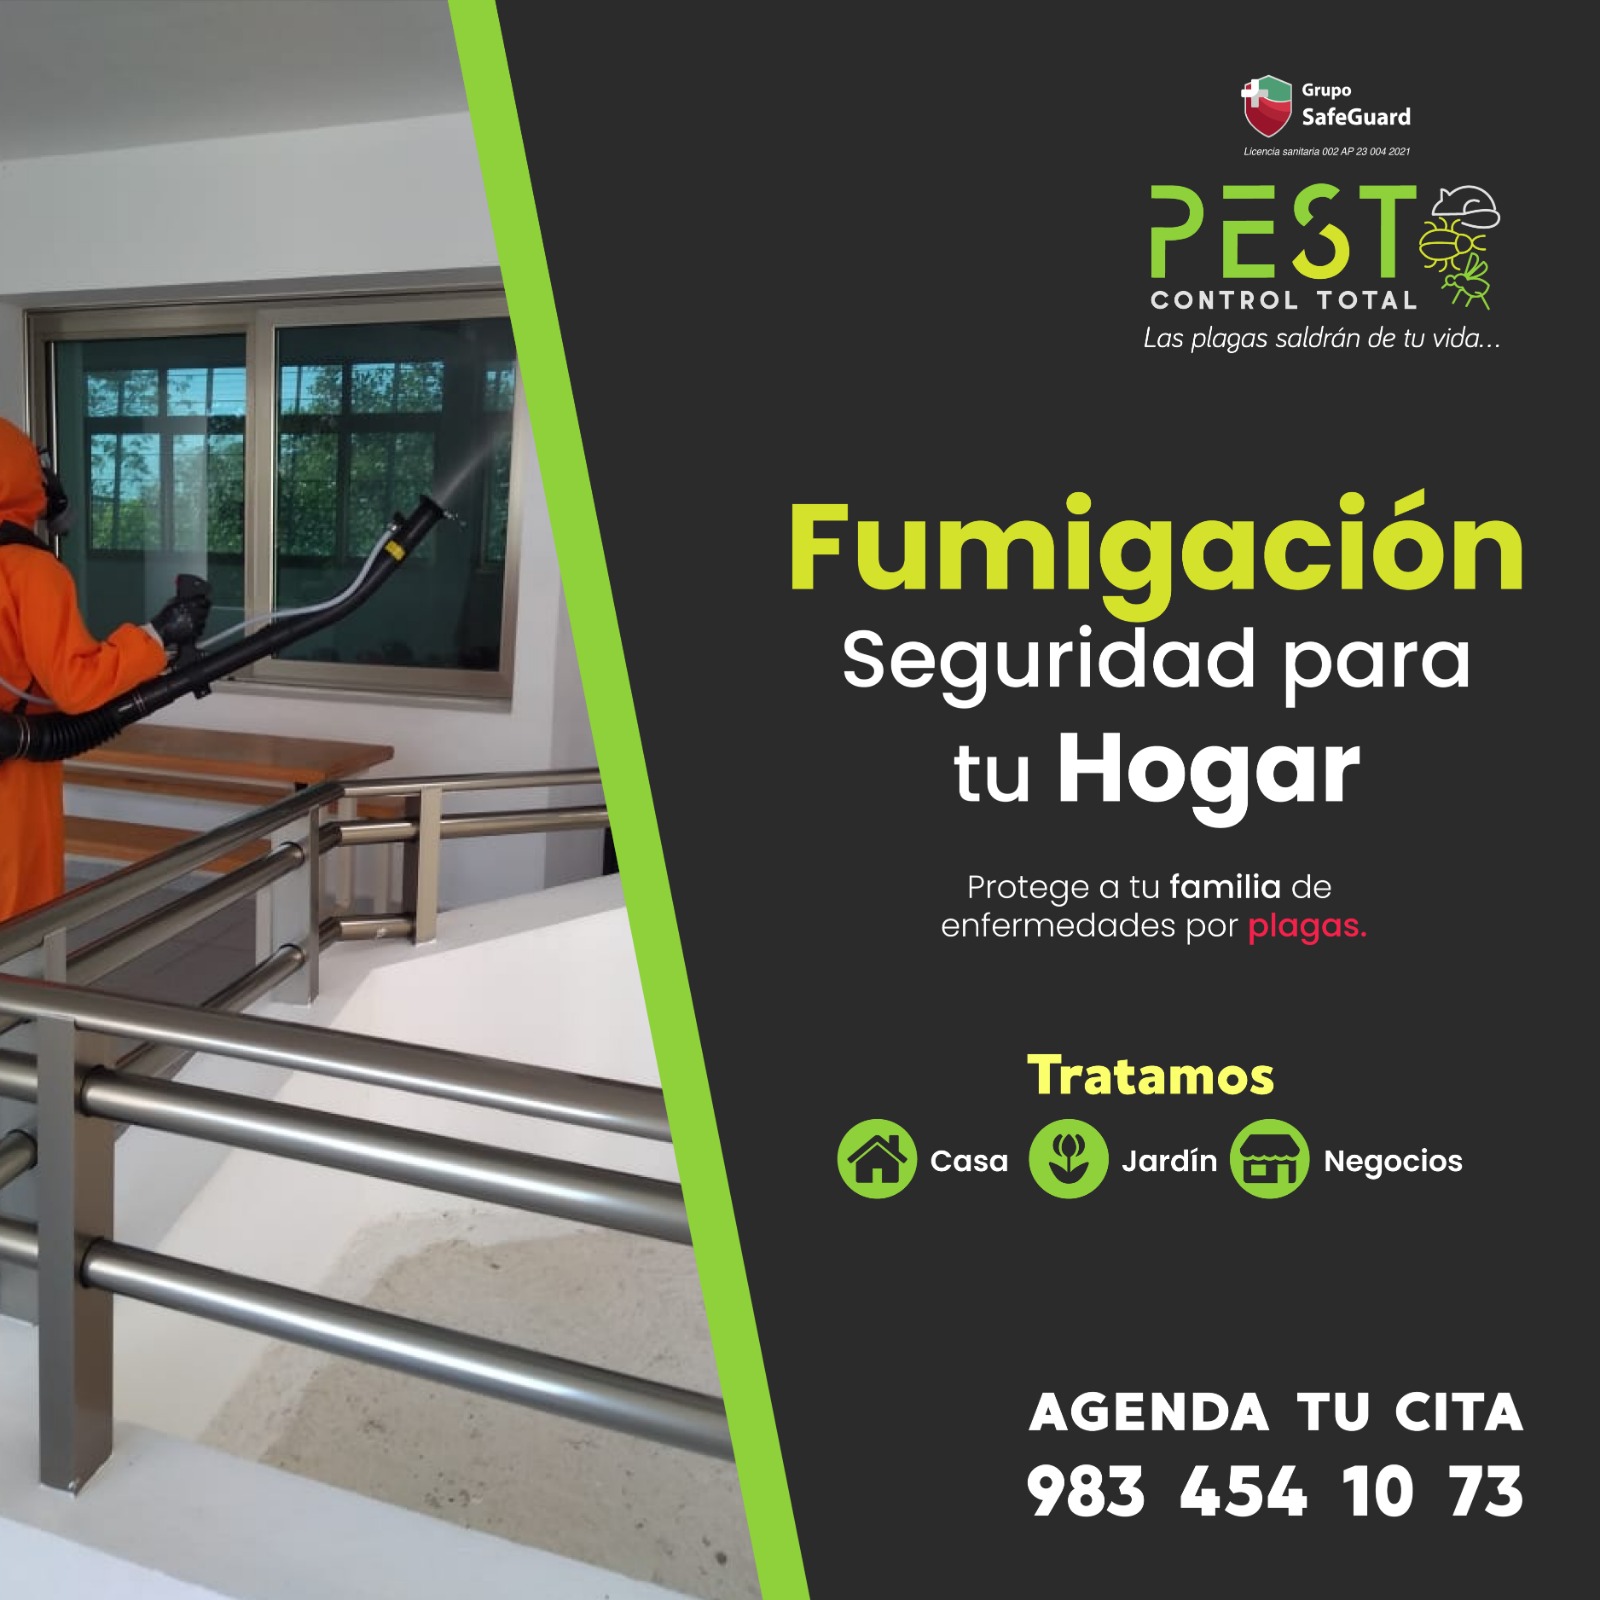 Grupo
SafeGuard
Licencia sanitaria 002 AP 23 004 2021
PEST
CONTROL TOTAL
Las plagas saldrán de tu vida...
Fumigación
Seguridad para
tu Hogar
Protege a tu familia de
enfermedades por plagas.
Tratamos
Casa Jardín Negocios
AGENDA TU CITA
983 454 10 73